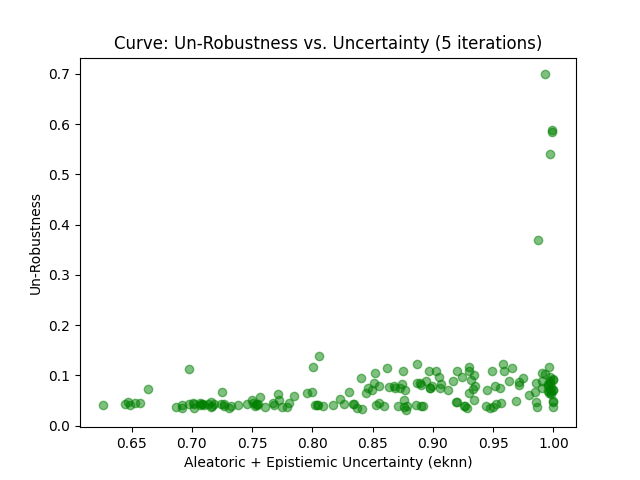 Curve: Un-Robustness vs. Uncertainty (5 iterations)
0.7
0.6
0.5
0.4
0.3
0.2
0.1
0.0
Un-Robustness
0.65 0.70 0.75 0.80 0.85 0.90 0.95 1.00
Aleatoric + Epistiemic Uncertainty (eknn)